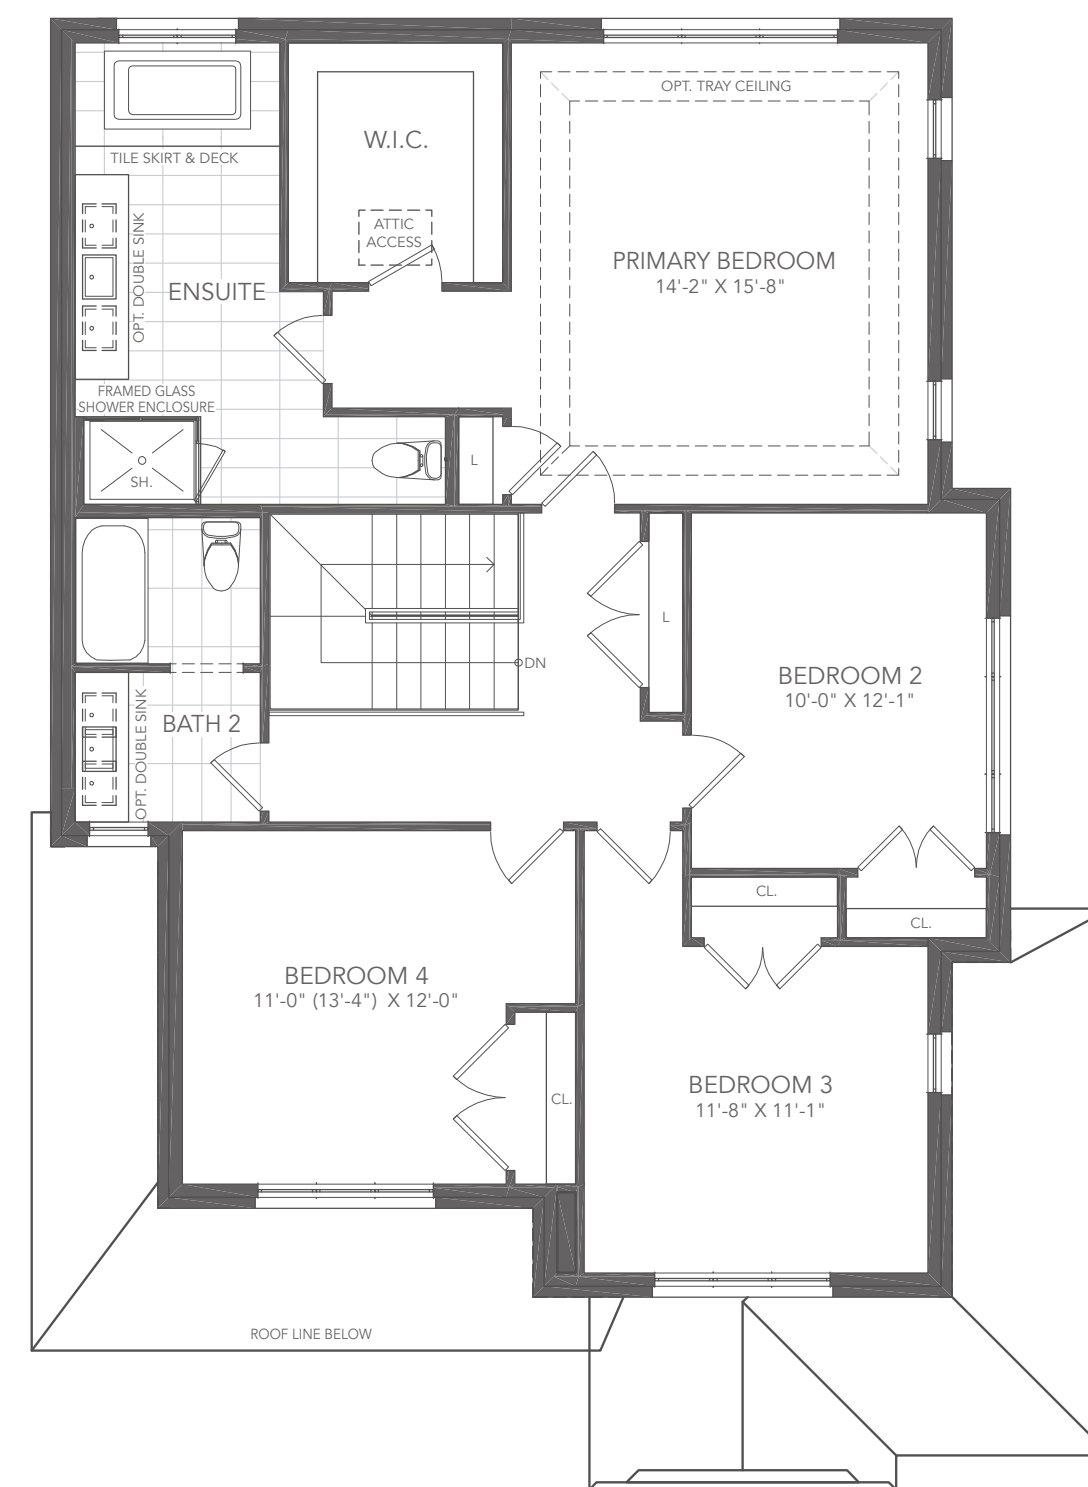 OPT. TRAY CEILING
W.I.C.
TILE SKIRT & DECK
ATTIC
ACCESS
OPT. DOUBLE SINK
ENSUITE
PRIMARY BEDROOM
14'-2" X 15'-8"
FRAMED GLASS
SHOWER ENCLOSURE
L
SH.
L
DN
BEDROOM 2
10'-0" X 12'-1"
OPT. DOUBLE SINK
BATH 2
CL.
CL.
BEDROOM 4
11'-0" (13'-4") X 12'-0"
BEDROOM 3
11'-8" X 11'-1"
CL.
ROOF LINE BELOW